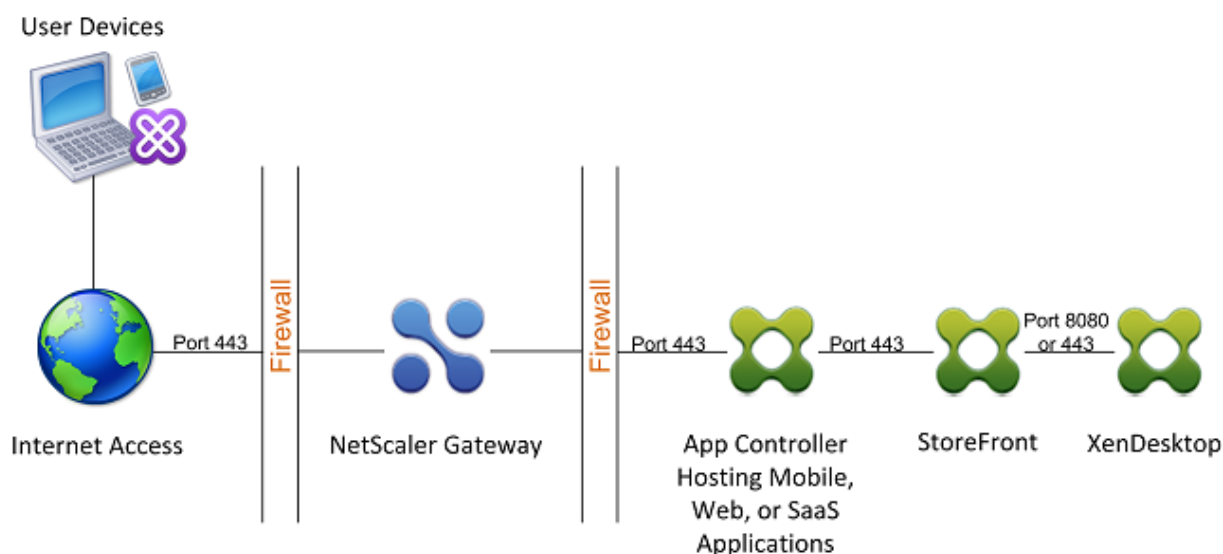 User Devices
Port 443
Firewall
Firewall
Port 443
Port 443
Port 8080
or 443
Internet Access
NetScaler Gateway
App Controller
Hosting Mobile,
Web, or SaaS
Applications
StoreFront
XenDesktop